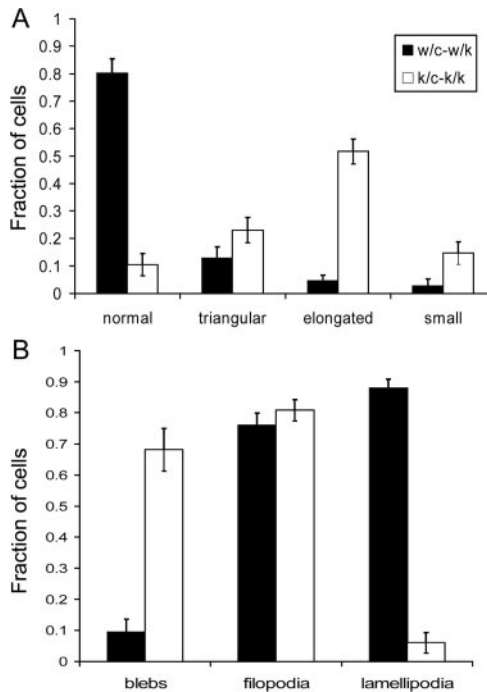 A
w/c-w/k
k/c-k/k
Fraction of cells
1
0.9
0.8
0.7
0.6
0.5
0.4
0.3
0.2
0.1
0
normal triangular elongated small
B
Fraction of cells
1
0.9
0.8
0.7
0.6
0.5
0.4
0.3
0.2
0.1
0
blebs filopodia lamellipodia